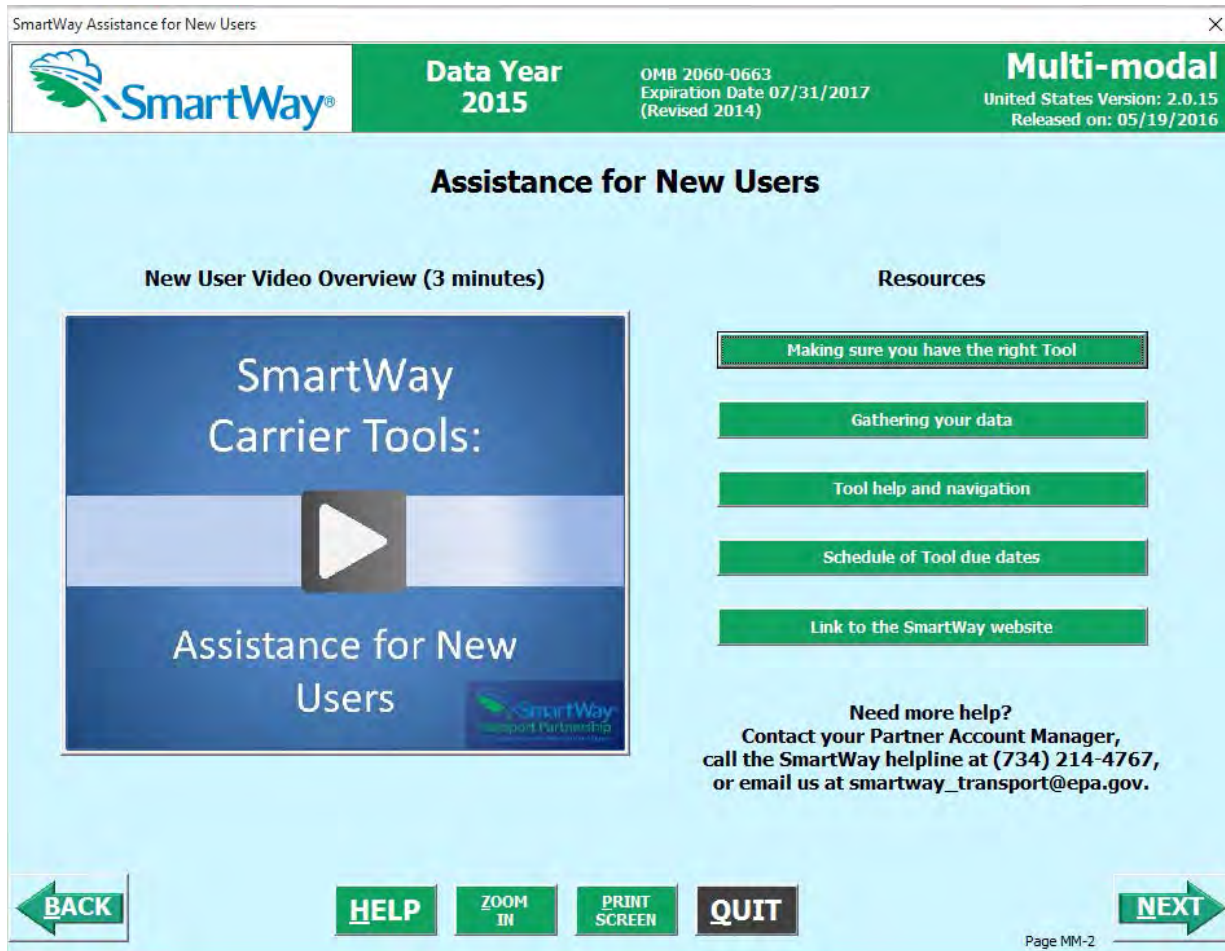 SmartWay Assistance for New Users
SmartWay®
Data Year
2015
OMB 2060-0663
Expiration Date 07/31/2017
(Revised 2014)
Multi-modal
United States Version: 2.0.15
Released on: 05/19/2016
Assistance for New Users
New User Video Overview (3 minutes)
SmartWay
Carrier Tools:
Assistance for New
Users
SmartWay
Transport Partnership
Resources
Making sure you have the right Tool
Gathering your data
Tool help and navigation
Schedule of Tool due dates
Link to the SmartWay website
Need more help?
Contact your Partner Account Manager,
call the SmartWay helpline at (734) 214-4767,
or email us at smartway_transport@epa.gov.
BACK
HELP
ZOOM
IN
PRINT
SCREEN
QUIT
NEXT
Page MM-2